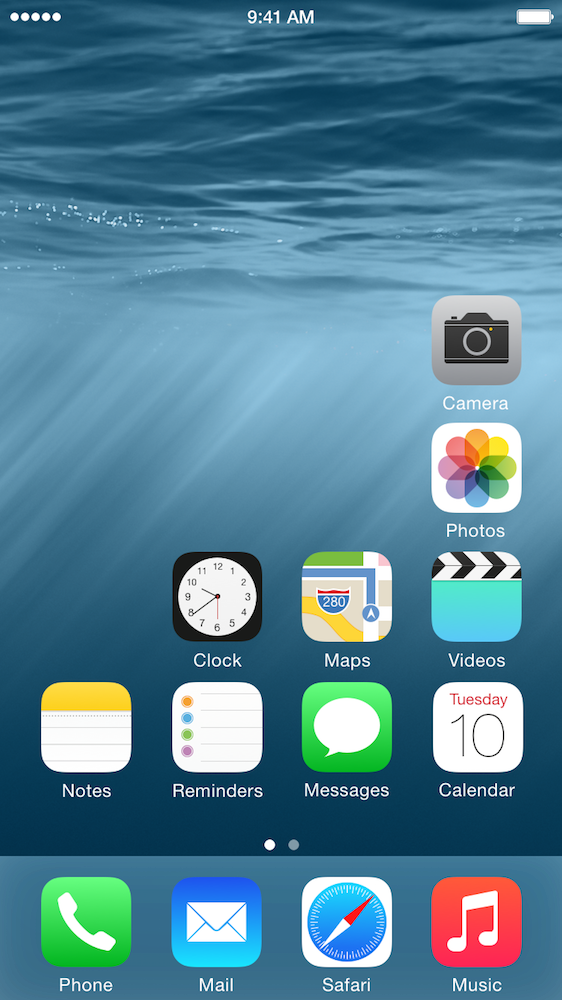 9:41 AM
Camera
Photos
11 12 1
10 2
9 3
8 4
7 6 5
280
Clock Maps Videos
Tuesday
10
Notes Reminders Messages Calendar
Phone Mail Safari Music